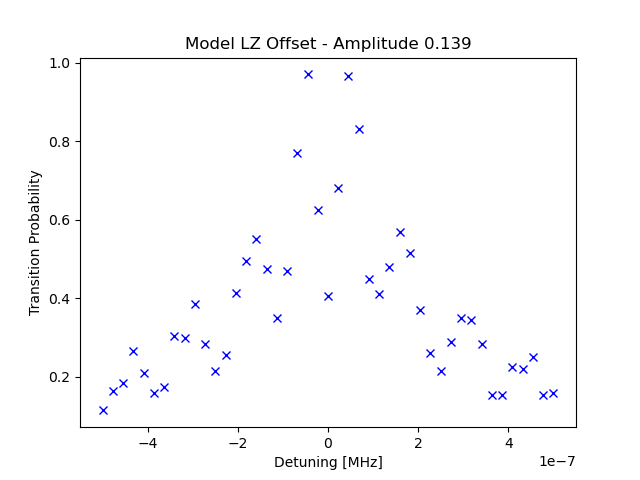 Model LZ Offset - Amplitude 0.139
1.0
0.8
0.6
0.4
0.2
Transition Probability
−4
−2
0
2
4
1e−7
Detuning [MHz]